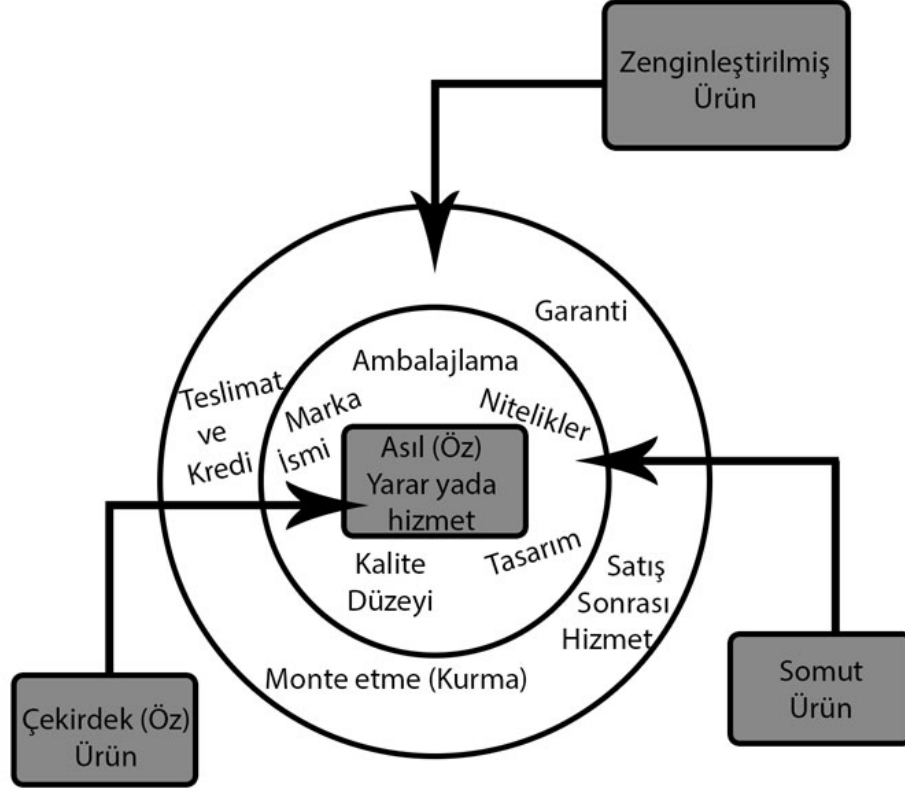 Zenginleştirilmiş
Ürün
Garanti
Ambalajlama
Teslimat
ve
Kredi
Marka
İsmi
Nitelikler
Asıl (Öz)
Yarar yada
hizmet
Kalite
Düzeyi
Tasarım
Satış
Sonrası
Hizmet
Monte etme (Kurma)
Çekirdek (Öz)
Ürün
Somut
Ürün